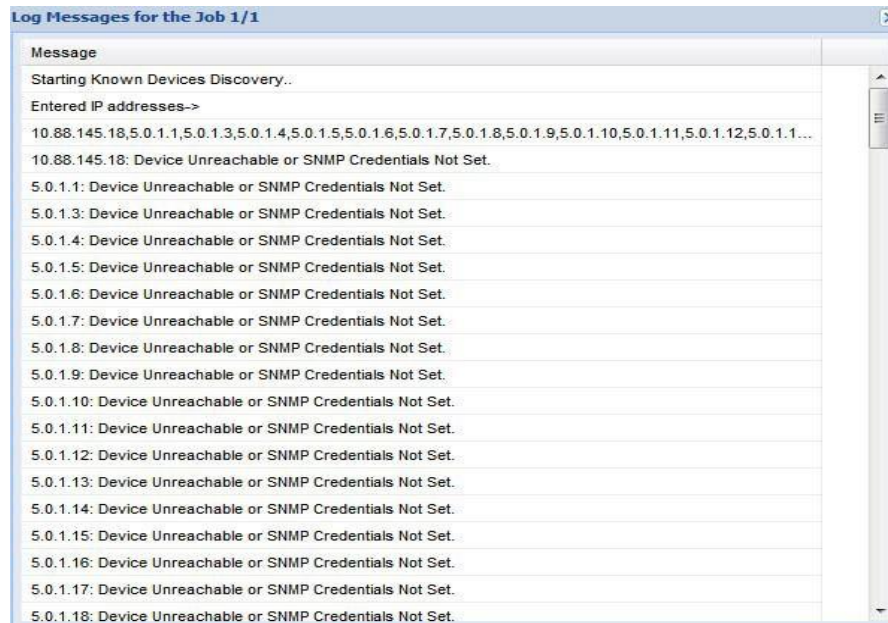 Log Messages for the Job 1/1
Message
Starting Known Devices Discovery..
Entered IP addresses->
10.88.145.18,5.0.1.1,5.0.1.3,5.0.1.4,5.0.1.5,5.0.1.6,5.0.1.7,5.0.1.8,5.0.1.9,5.0.1.10,5.0.1.11,5.0.1.12,5.0.1.1...
10.88.145.18: Device Unreachable or SNMP Credentials Not Set.
5.0.1.1: Device Unreachable or SNMP Credentials Not Set.
5.0.1.3: Device Unreachable or SNMP Credentials Not Set.
5.0.1.4: Device Unreachable or SNMP Credentials Not Set.
5.0.1.5: Device Unreachable or SNMP Credentials Not Set.
5.0.1.6: Device Unreachable or SNMP Credentials Not Set.
5.0.1.7: Device Unreachable or SNMP Credentials Not Set.
5.0.1.8: Device Unreachable or SNMP Credentials Not Set.
5.0.1.9: Device Unreachable or SNMP Credentials Not Set.
5.0.1.10: Device Unreachable or SNMP Credentials Not Set.
5.0.1.11: Device Unreachable or SNMP Credentials Not Set.
5.0.1.12: Device Unreachable or SNMP Credentials Not Set.
5.0.1.13: Device Unreachable or SNMP Credentials Not Set.
5.0.1.14: Device Unreachable or SNMP Credentials Not Set.
5.0.1.15: Device Unreachable or SNMP Credentials Not Set.
5.0.1.16: Device Unreachable or SNMP Credentials Not Set.
5.0.1.17: Device Unreachable or SNMP Credentials Not Set.
5.0.1.18: Device Unreachable or SNMP Credentials Not Set.